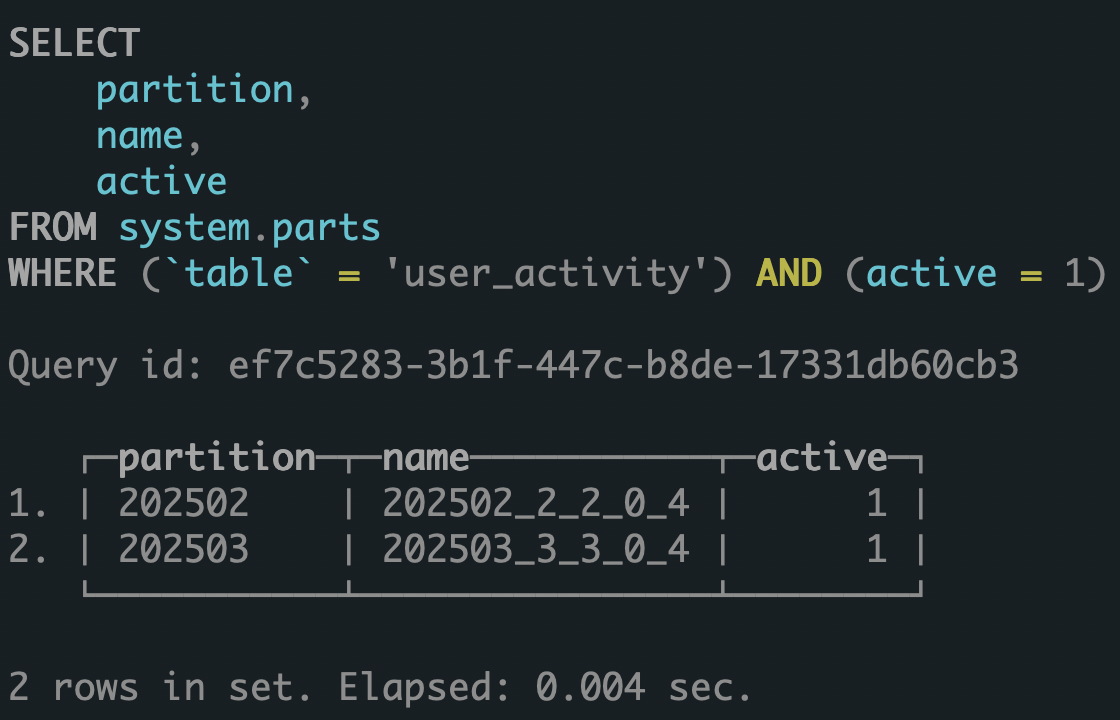 SELECT
    partition,
    name,
    active
FROM system.parts
WHERE (`table` = 'user_activity') AND (active = 1)
Query id: ef7c5283-3b1f-447c-b8de-17331db60cb3
   ┌─partition─┬─name─────────┬─active─┐
1. │ 202502    │ 202502_2_2_0_4 │      1 │
2. │ 202503    │ 202503_3_3_0_4 │      1 │
   └───────────┴────────────────┴────────┘
2 rows in set. Elapsed: 0.004 sec.